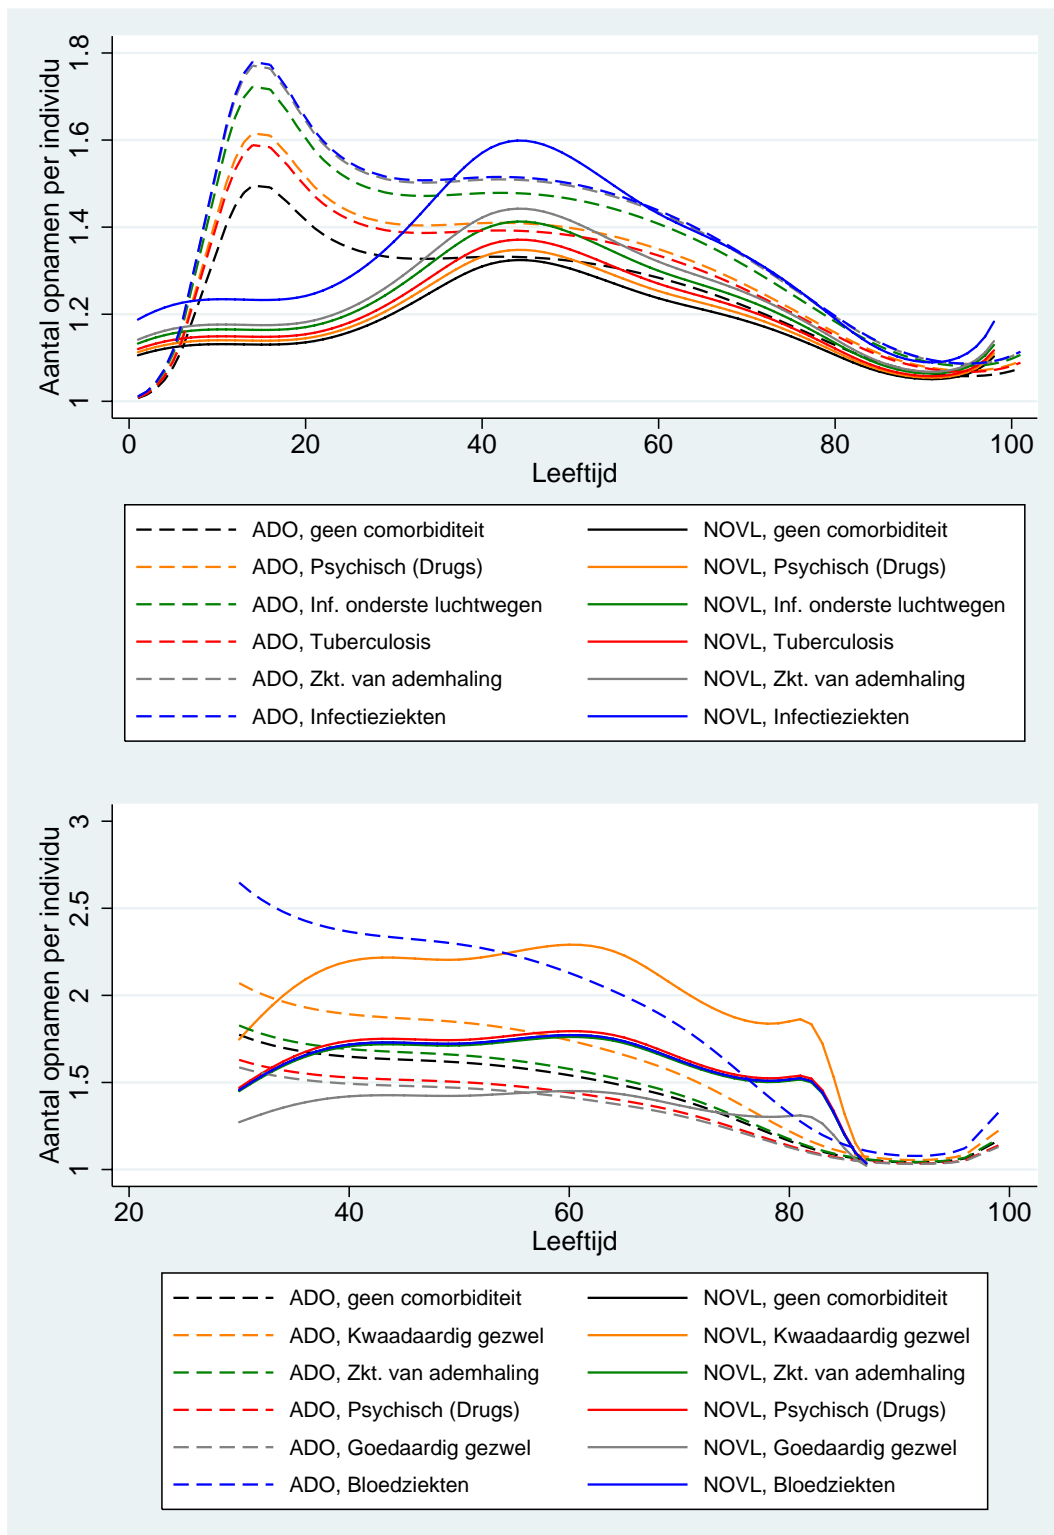 Aantal opnamen per individu
1.8
1.6
1.4
1.2
1
0 20 40 60 80 100
Leeftijd
ADO, geen comorbiditeit NOVL, geen comorbiditeit
ADO, Psychisch (Drugs) NOVL, Psychisch (Drugs)
ADO, Inf. onderste luchtwegen NOVL, Inf. onderste luchtwegen
ADO, Tuberculosis NOVL, Tuberculosis
ADO, Zkt. van ademhaling NOVL, Zkt. van ademhaling
ADO, Infectieziekten NOVL, Infectieziekten
Aantal opnamen per individu
3
2.5
2
1.5
1
20 40 60 80 100
Leeftijd
ADO, geen comorbiditeit NOVL, geen comorbiditeit
ADO, Kwaadaardig gezwel NOVL, Kwaadaardig gezwel
ADO, Zkt. van ademhaling NOVL, Zkt. van ademhaling
ADO, Psychisch (Drugs) NOVL, Psychisch (Drugs)
ADO, Goedaardig gezwel NOVL, Goedaardig gezwel
ADO, Bloedziekten NOVL, Bloedziekten